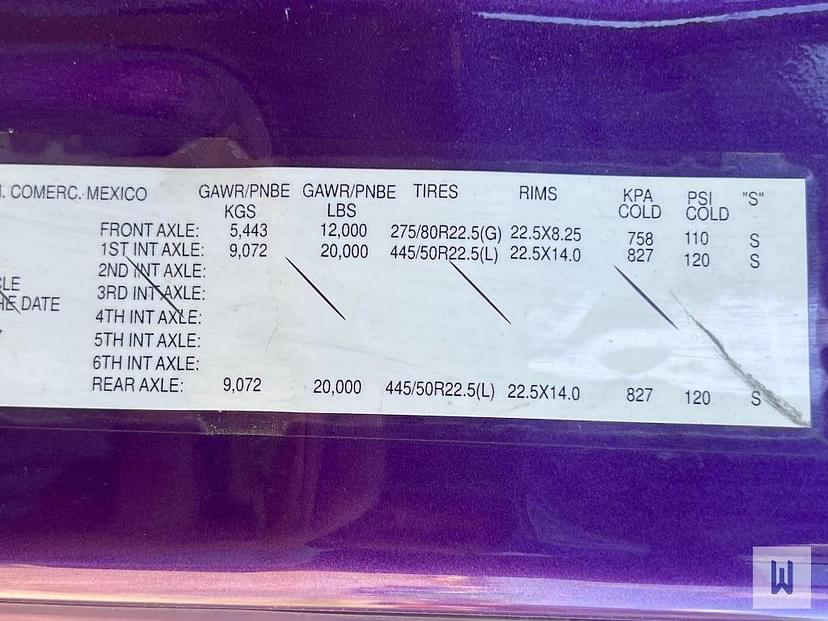 COMERC. MEXICO GAWR/PNBE KGS GAWR/PNBE LBS TIRES RIMS KPA COLD PSI COLD "S"
FRONT AXLE: 5,443 12,000 275/80R22.5(G) 22.5X8.25 758 110 S
1ST INT AXLE: 9,072 20,000 445/50R22.5(L) 22.5X14.0 827 120 S
2ND INT AXLE:
3RD INT AXLE:
DATE 4TH INT AXLE:
5TH INT AXLE:
6TH INT AXLE:
REAR AXLE: 9,072 20,000 445/50R22.5(L) 22.5X14.0 827 120 S
W